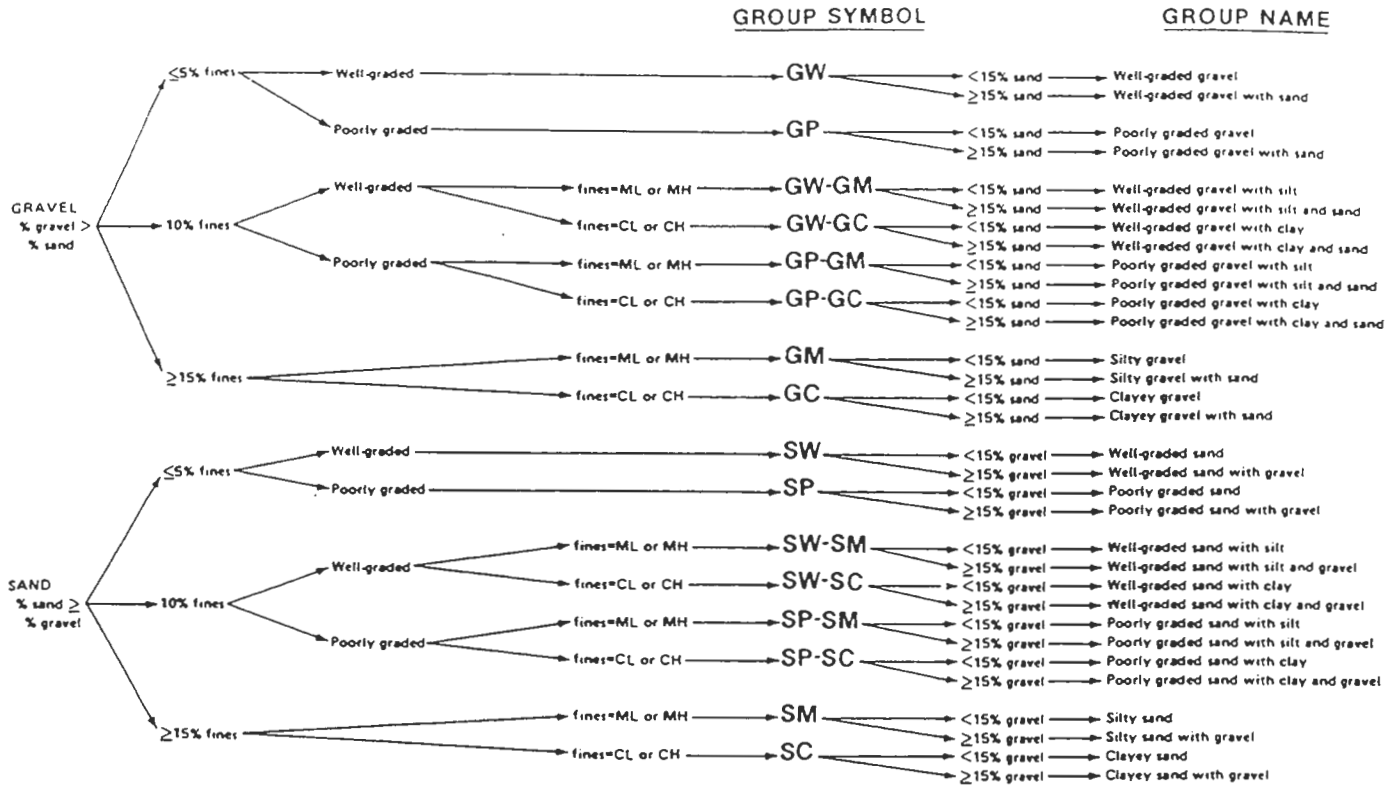 GROUP SYMBOL GROUP NAME
≤5% fines Well-graded GW <15% sand Well-graded gravel
≥15% sand Well-graded gravel with sand
Poorly graded GP <15% sand Poorly graded gravel
≥15% sand Poorly graded gravel with sand
GRAVEL
% gravel >
% sand
10% fines Well-graded fines=ML or MH GW-GM <15% sand Well-graded gravel with silt
≥15% sand Well-graded gravel with silt and sand
fines=CL or CH GW-GC <15% sand Well-graded gravel with clay
≥15% sand Well-graded gravel with clay and sand
Poorly graded fines=ML or MH GP-GM <15% sand Poorly graded gravel with silt
≥15% sand Poorly graded gravel with silt and sand
fines=CL or CH GP-GC <15% sand Poorly graded gravel with clay
≥15% sand Poorly graded gravel with clay and sand
≥15% fines fines=ML or MH GM <15% sand Silty gravel
≥15% sand Silty gravel with sand
fines=CL or CH GC <15% sand Clayey gravel
≥15% sand Clayey gravel with sand
≤5% fines Well-graded SW <15% gravel Well-graded sand
≥15% gravel Well-graded sand with gravel
Poorly graded SP <15% gravel Poorly graded sand
≥15% gravel Poorly graded sand with gravel
SAND
% sand ≥
% gravel
10% fines Well-graded fines=ML or MH SW-SM <15% gravel Well-graded sand with silt
≥15% gravel Well-graded sand with silt and gravel
fines=CL or CH SW-SC <15% gravel Well-graded sand with clay
≥15% gravel Well-graded sand with clay and gravel
Poorly graded fines=ML or MH SP-SM <15% gravel Poorly graded sand with silt
≥15% gravel Poorly graded sand with silt and gravel
fines=CL or CH SP-SC <15% gravel Poorly graded sand with clay
≥15% gravel Poorly graded sand with clay and gravel
≥15% fines fines=ML or MH SM <15% gravel Silty sand
≥15% gravel Silty sand with gravel
fines=CL or CH SC <15% gravel Clayey sand
≥15% gravel Clayey sand with gravel